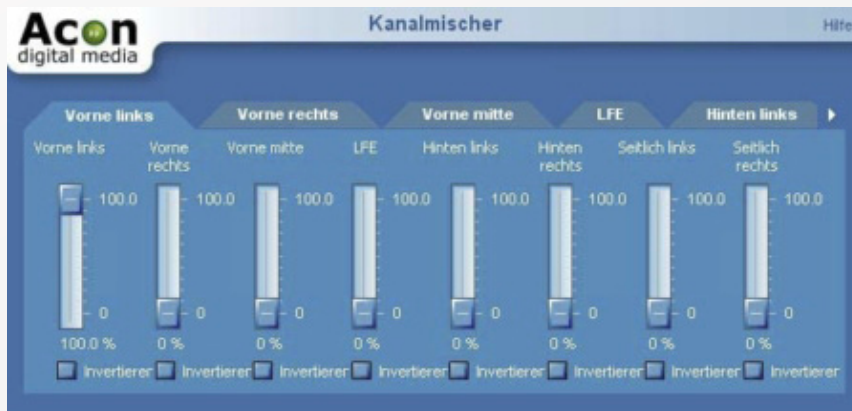 Acon
digital media
Kanalmischer
Hilfe
Vorne links
Vorne rechts
Vorne mitte
LFE
Hinten links
Vorne links
Vorne rechts
Vorne mitte
LFE
Hinten links
Hinten rechts
Seitlich links
Seitlich rechts
100.0 100.0 100.0 100.0 100.0 100.0 100.0 100.0
0 0 0 0 0 0 0 0
100.0 % 0 % 0 % 0 % 0 % 0 % 0 % 0 %
Invertierer Invertierer Invertierer Invertierer Invertierer Invertierer Invertierer Invertierer